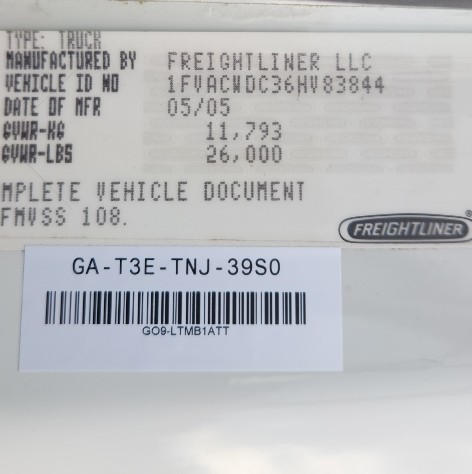 TYPE: TRUCK
MANUFACTURED BY FREIGHTLINER LLC
VEHICLE ID NO 1FVACWDC36HV83844
DATE OF MFR 05/05
GVWR-KG 11,793
GVWR-LBS 26,000
MPLETE VEHICLE DOCUMENT
FMVSS 108.
FREIGHTLINER®
GA-T3E-TNJ-39S0
GO9-LTMB1ATT